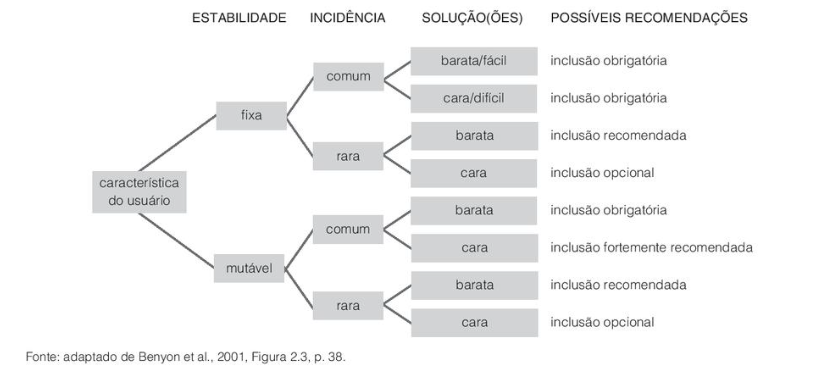 ESTABILIDADE INCIDÊNCIA SOLUÇÃO(ÕES) POSSÍVEIS RECOMENDAÇÕES
barata/fácil inclusão obrigatória
comum
cara/difícil inclusão obrigatória
fixa
barata inclusão recomendada
rara
cara inclusão opcional
característica
do usuário
barata inclusão obrigatória
comum
cara inclusão fortemente recomendada
mutável
barata inclusão recomendada
rara
cara inclusão opcional
Fonte: adaptado de Benyon et al., 2001, Figura 2.3, p. 38.